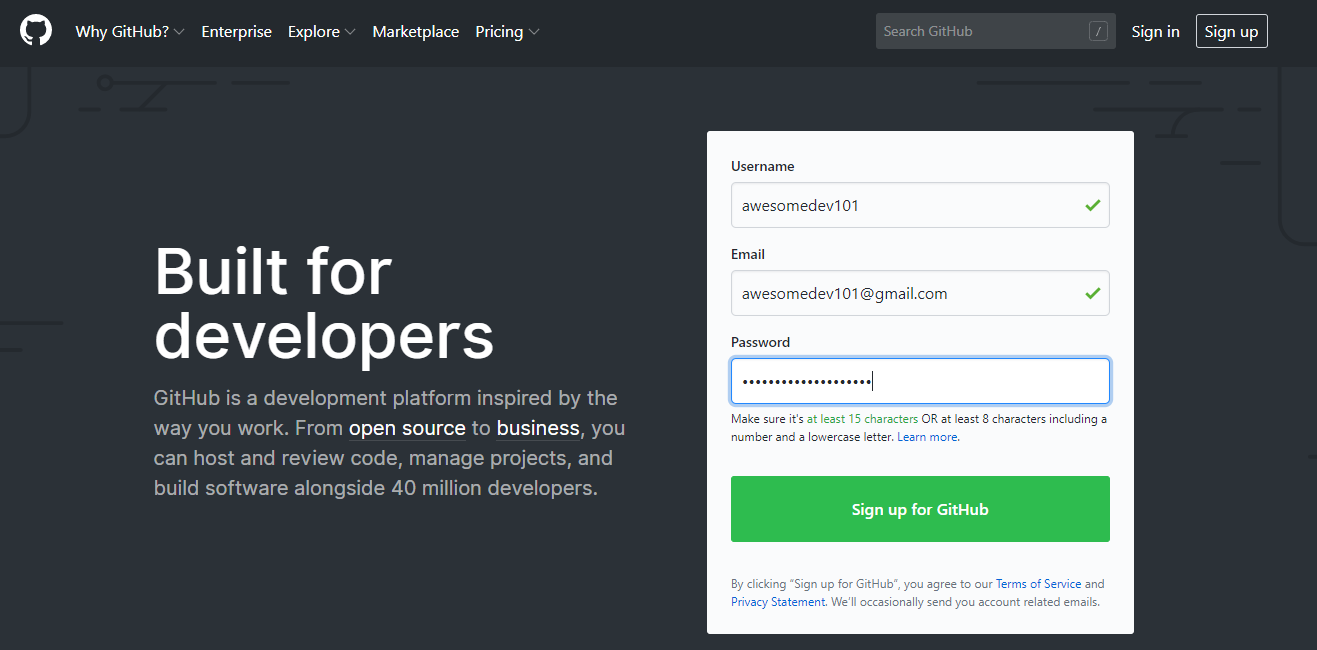 Why GitHub? Enterprise Explore Marketplace Pricing Search GitHub / Sign in Sign up
Built for
developers
GitHub is a development platform inspired by the
way you work. From open source to business, you
can host and review code, manage projects, and
build software alongside 40 million developers.
Username
awesomedev101
Email
awesomedev101@gmail.com
Password
••••••••••••••••••••
Make sure it's at least 15 characters OR at least 8 characters including a
number and a lowercase letter. Learn more.
Sign up for GitHub
By clicking “Sign up for GitHub”, you agree to our Terms of Service and
Privacy Statement. We’ll occasionally send you account related emails.